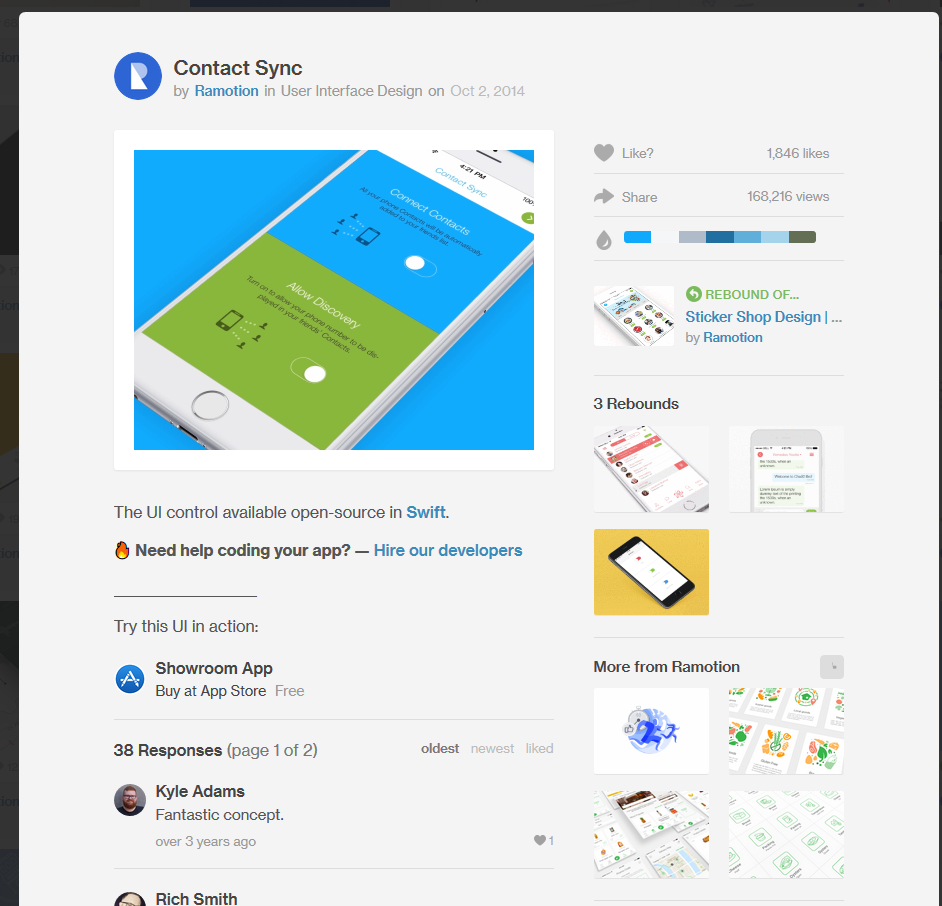 Contact Sync
by Ramotion in User Interface Design on Oct 2, 2014
4:21 PM
Contact Sync
Connect Contacts
All your phone Contacts will be automatically
added to your friends list.
Allow Discovery
Turn on to allow your phone number to be dis-
played in your friends' Contacts.
The UI control available open-source in Swift.
🔥 Need help coding your app? — Hire our developers
Try this UI in action:
Showroom App
Buy at App Store Free
38 Responses (page 1 of 2)
oldest newest liked
Kyle Adams
Fantastic concept.
over 3 years ago
1
Rich Smith
Like? 1,846 likes
Share 168,216 views
REBOUND OF...
Sticker Shop Design | ...
by Ramotion
3 Rebounds
More from Ramotion